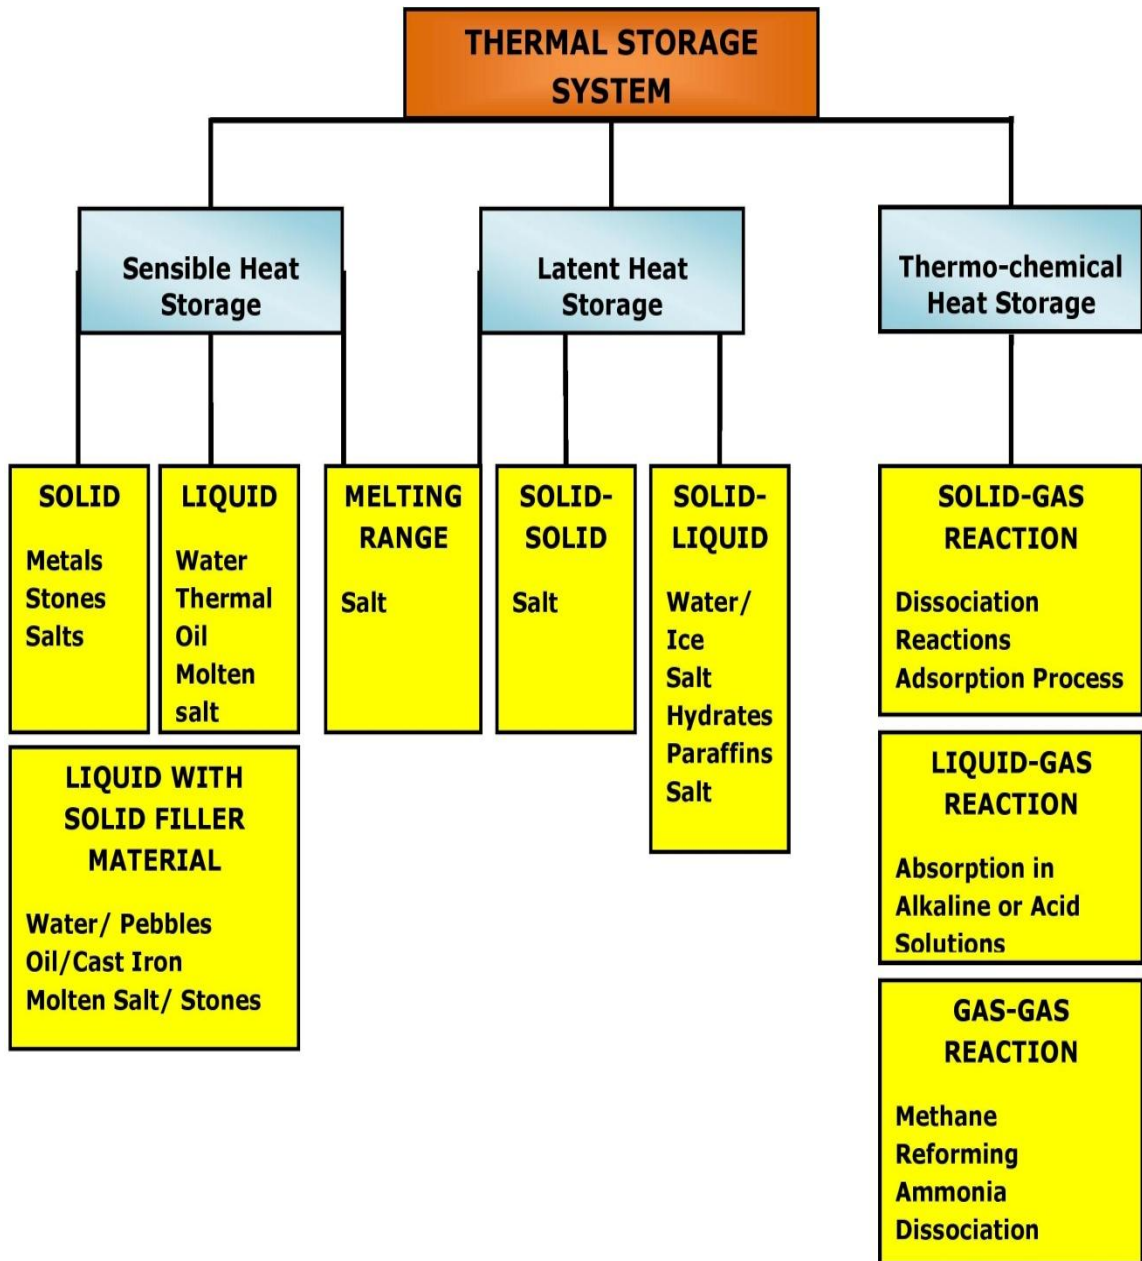 THERMAL STORAGE
SYSTEM
Sensible Heat
Storage
Latent Heat
Storage
Thermo-chemical
Heat Storage
SOLID
Metals
Stones
Salts
LIQUID
Water
Thermal
Oil
Molten
salt
MELTING
RANGE
Salt
SOLID-
SOLID
Salt
SOLID-
LIQUID
Water/
Ice
Salt
Hydrates
Paraffins
Salt
SOLID-GAS
REACTION
Dissociation
Reactions
Adsorption Process
LIQUID WITH
SOLID FILLER
MATERIAL
Water/ Pebbles
Oil/Cast Iron
Molten Salt/ Stones
LIQUID-GAS
REACTION
Absorption in
Alkaline or Acid
Solutions
GAS-GAS
REACTION
Methane
Reforming
Ammonia
Dissociation